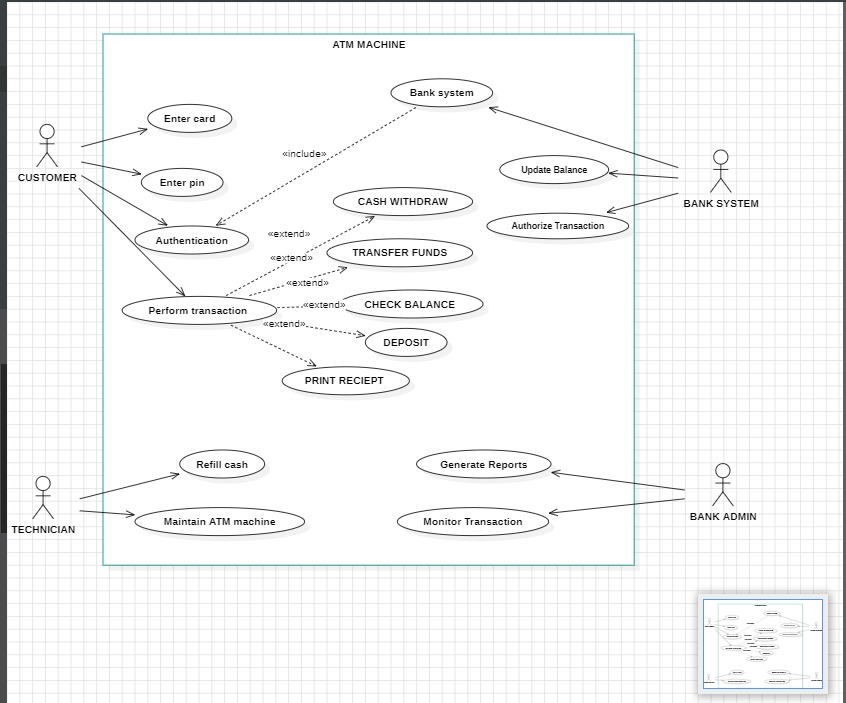 ATM MACHINE
Bank system
Enter card
«include»
Update Balance
CUSTOMER
Enter pin
CASH WITHDRAW
BANK SYSTEM
Authorize Transaction
«extend»
Authentication
TRANSFER FUNDS
«extend»
«extend»
CHECK BALANCE
«extend»
Perform transaction
«extend»
DEPOSIT
PRINT RECIEPT
Refill cash
Generate Reports
BANK ADMIN
Maintain ATM machine
Monitor Transaction
TECHNICIAN